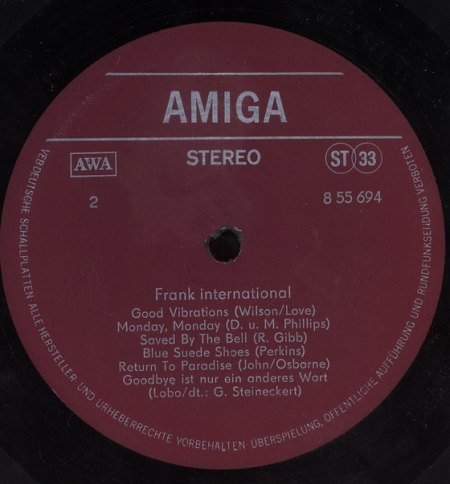 AMIGA
STEREO
AWA
ST 33
2
8 55 694
Frank international
Good Vibrations (Wilson/Love)
Monday, Monday (D. u. M. Phillips)
Saved By The Bell (R. Gibb)
Blue Suede Shoes (Perkins)
Return To Paradise (John/Osborne)
Goodbye ist nur ein anderes Wort
(Lobo/dt.: G. Steineckert)
VEB DEUTSCHE SCHALLPLATTEN ALLE HERSTELLER UND URHEBERRECHTE VORBEHALTEN ÜBERSPIELUNG, ÖFFENTLICHE AUFFÜHRUNG UND RUNDFUNKSENDUNG VERBOTEN